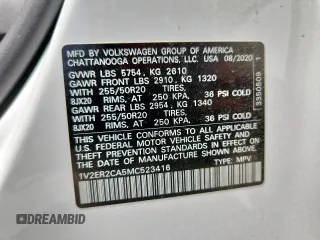 MFD BY VOLKSWAGEN GROUP OF AMERICA
CHATTANOOGA OPERATIONS, LLC. USA 08/2020
GVWR LBS 5754, KG 2610
GAWR FRONT LBS 2910, KG 1320
WITH 255/50R20 TIRES,
8JX20 RIMS, AT 250 KPA, 36 PSI COLD
GAWR REAR LBS 2954, KG 1340
WITH 255/50R20 TIRES,
8JX20 RIMS, AT 250 KPA, 36 PSI COLD
THIS VEHICLE CONFORMS TO ALL APPLICABLE
FEDERAL MOTOR VEHICLE SAFETY STANDARDS
IN EFFECT ON THE DATE OF
MANUFACTURE SHOWN ABOVE.
1V2ER2CA5MC523416 TYPE: MPV
3350509 1
DREAMBID
DREAMBID.COM